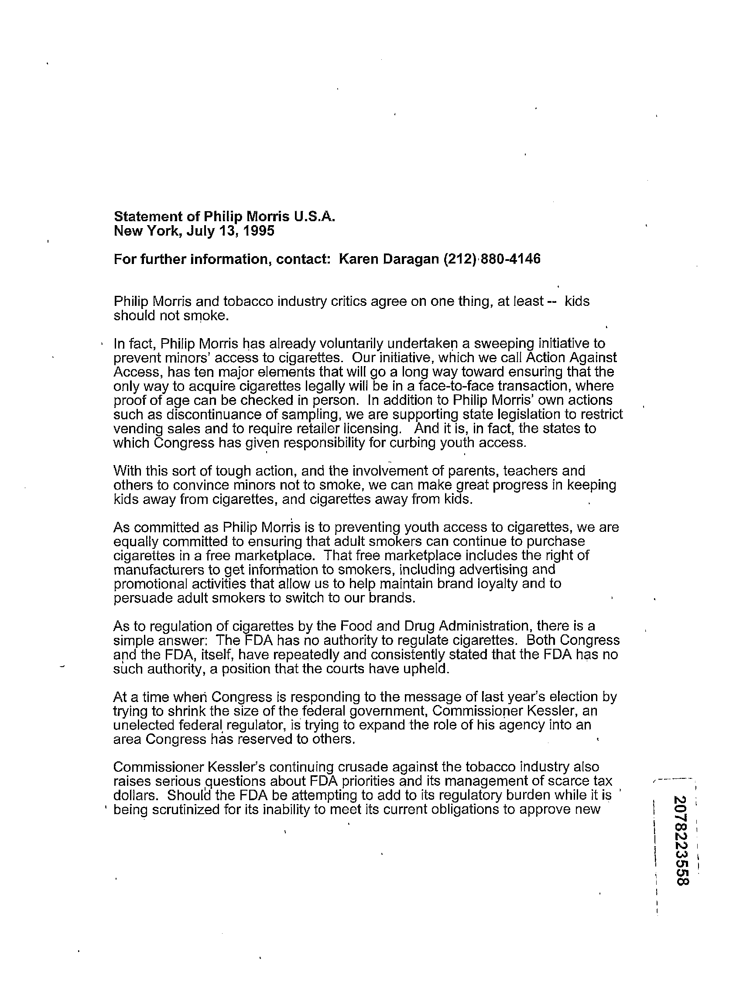 Statement of Philip Morris U.S.A.
New York, July 13, 1995
For further information, contact: Karen Daragan (212) 880-4146
Philip Morris and tobacco industry critics agree on one thing, at least -- kids
should not smoke.
In fact, Philip Morris has already voluntarily undertaken a sweeping initiative to
prevent minors' access to cigarettes. Our initiative, which we call Action Against
Access, has ten major elements that will go a long way toward ensuring that the
only way to acquire cigarettes legally will be in a face-to-face transaction, where
proof of age can be checked in person. In addition to Philip Morris' own actions
such as discontinuance of sampling, we are supporting state legislation to restrict
vending sales and to require retailer licensing. And it is, in fact, the states to
which Congress has given responsibility for curbing youth access.
With this sort of tough action, and the involvement of parents, teachers and
others to convince minors not to smoke, we can make great progress in keeping
kids away from cigarettes, and cigarettes away from kids.
As committed as Philip Morris is to preventing youth access to cigarettes, we are
equally committed to ensuring that adult smokers can continue to purchase
cigarettes in a free marketplace. That free marketplace includes the right of
manufacturers to get information to smokers, including advertising and
promotional activities that allow us to help maintain brand loyalty and to
persuade adult smokers to switch to our brands.
As to regulation of cigarettes by the Food and Drug Administration, there is a
simple answer: The FDA has no authority to regulate cigarettes. Both Congress
and the FDA, itself, have repeatedly and consistently stated that the FDA has no
such authority, a position that the courts have upheld.
At a time when Congress is responding to the message of last year's election by
trying to shrink the size of the federal government, Commissioner Kessler, an
unelected federal regulator, is trying to expand the role of his agency into an
area Congress has reserved to others.
Commissioner Kessler's continuing crusade against the tobacco industry also
raises serious questions about FDA priorities and its management of scarce tax
dollars. Should the FDA be attempting to add to its regulatory burden while it is
being scrutinized for its inability to meet its current obligations to approve new
2078223558